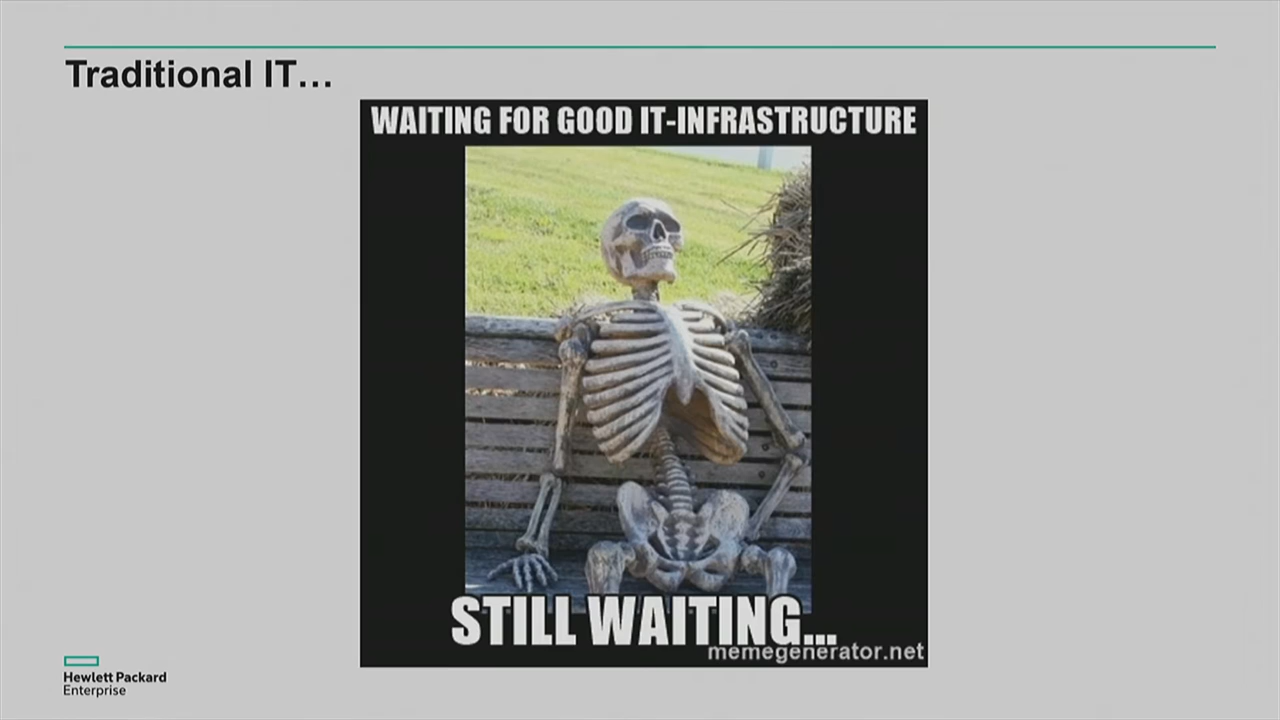 Traditional IT...
WAITING FOR GOOD IT-INFRASTRUCTURE
STILL WAITING...
memegenerator.net
Hewlett Packard
Enterprise